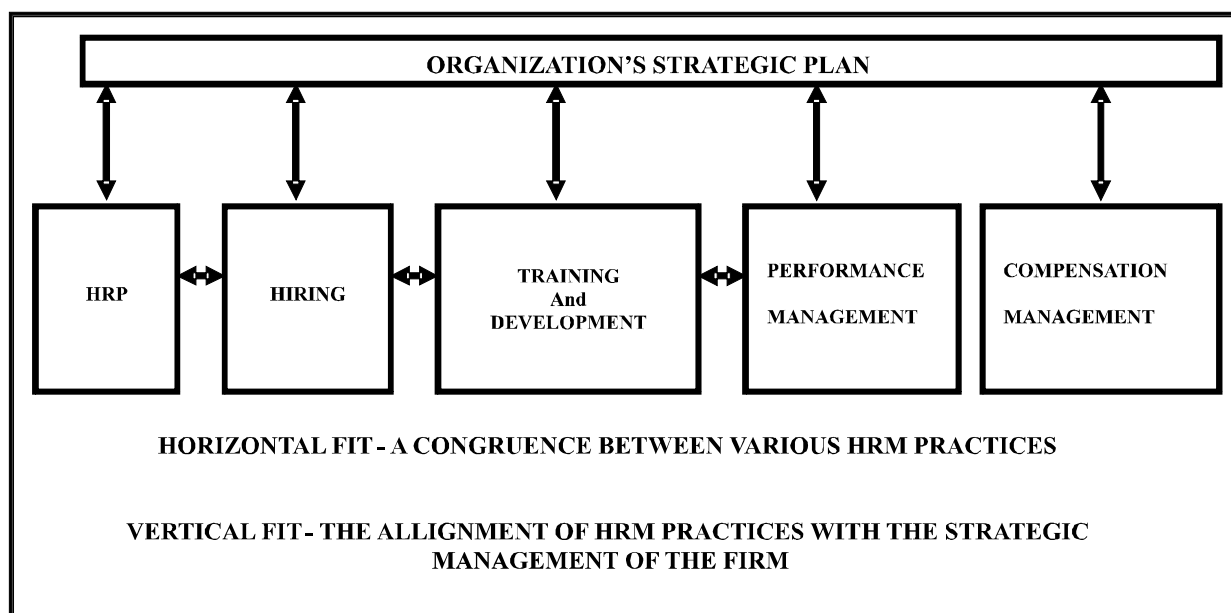 ORGANIZATION’S STRATEGIC PLAN
HRP
HIRING
TRAINING
And
DEVELOPMENT
PERFORMANCE
MANAGEMENT
COMPENSATION
MANAGEMENT
HORIZONTAL FIT - A CONGRUENCE BETWEEN VARIOUS HRM PRACTICES
VERTICAL FIT - THE ALLIGNMENT OF HRM PRACTICES WITH THE STRATEGIC
MANAGEMENT OF THE FIRM